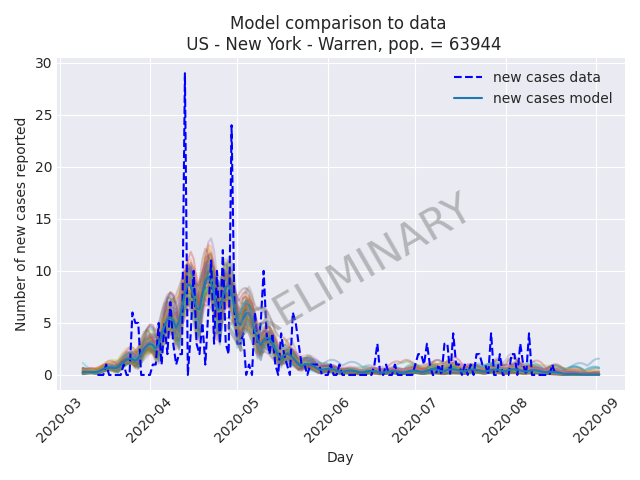 Model comparison to data
US - New York - Warren, pop. = 63944
new cases data
new cases model
Number of new cases reported
30
25
20
15
10
5
0
2020-03
2020-04
2020-05
2020-06
2020-07
2020-08
2020-09
Day